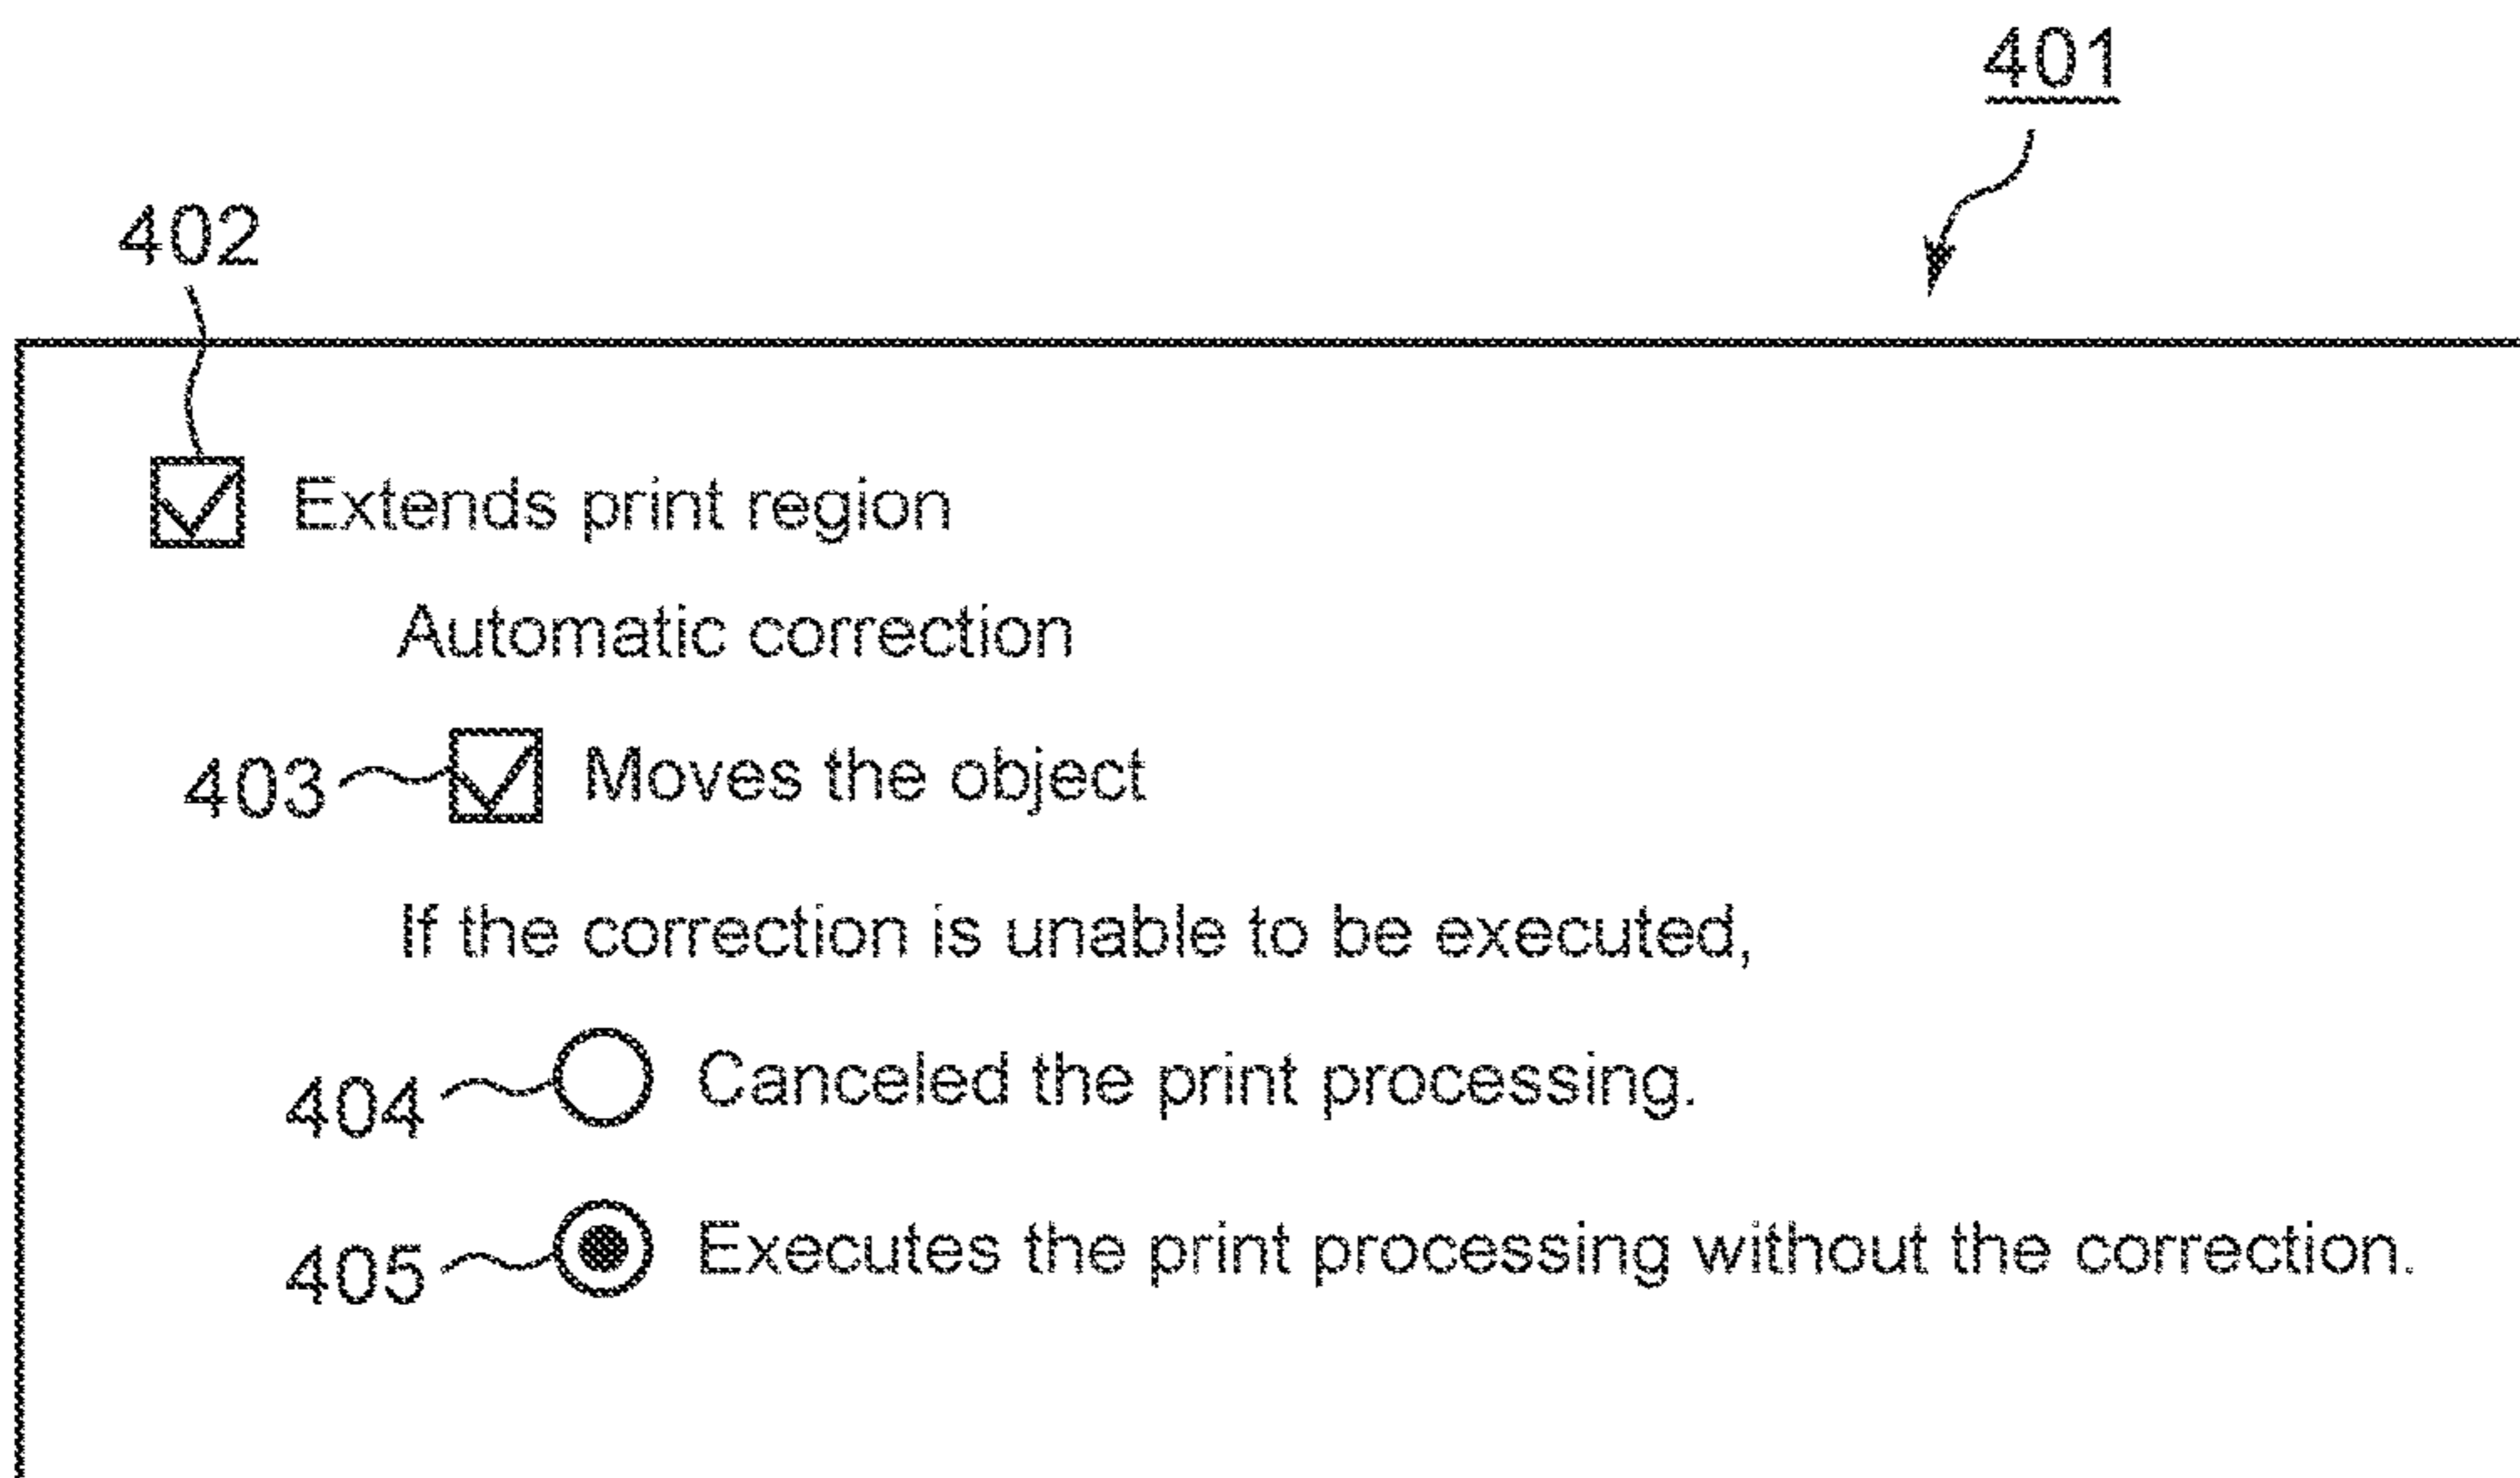 401
402
Extends print region
Automatic correction
403 Moves the object
If the correction is unable to be executed,
404 Canceled the print processing.
405 Executes the print processing without the correction.